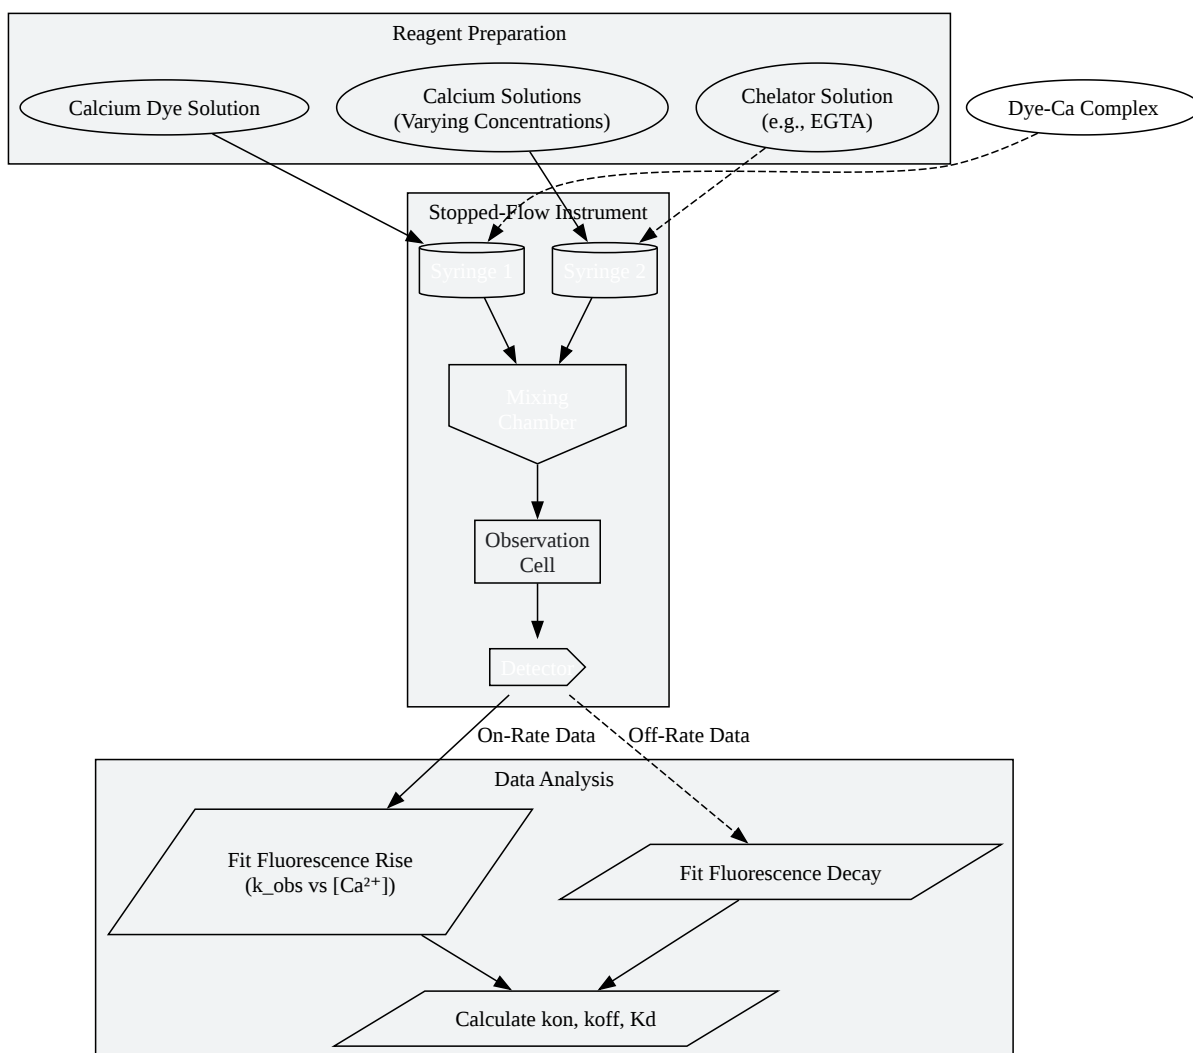 Reagent Preparation
Calcium Dye Solution
Calcium Solutions
(Varying Concentrations)
Chelator Solution
(e.g., EGTA)
Dye-Ca Complex
Stopped-Flow Instrument
Syringe 1
Syringe 2
Mixing
Chamber
Observation
Cell
Detector
On-Rate Data
Off-Rate Data
Data Analysis
Fit Fluorescence Rise
(k_obs vs [Ca²⁺])
Fit Fluorescence Decay
Calculate kon, koff, Kd